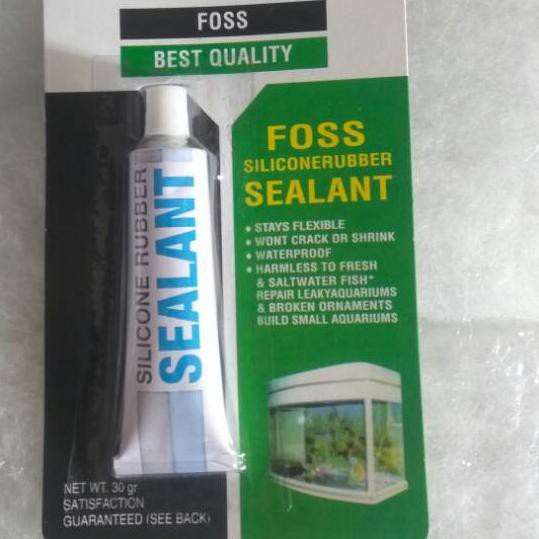 FOSS
BEST QUALITY
FOSS
SILICONERUBBER
SEALANT
• STAYS FLEXIBLE
• WONT CRACK OR SHRINK
• WATERPROOF
• HARMLESS TO FRESH
& SALTWATER FISH*
REPAIR LEAKYAQUARIUMS
& BROKEN ORNAMENTS
BUILD SMALL AQUARIUMS
SILICONE RUBBER
SEALANT
NET WT. 30 gr
SATISFACTION
GUARANTEED (SEE BACK)